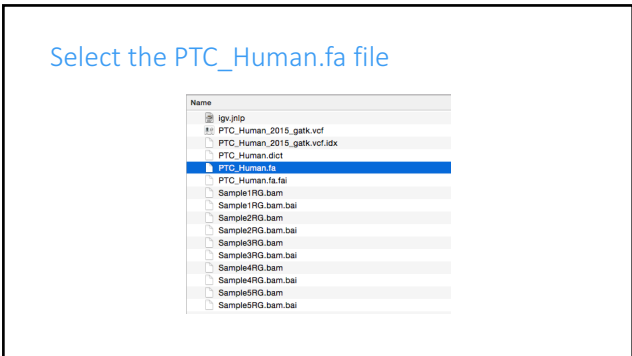 Select the PTC_Human.fa file
Name
igv.jnlp
PTC_Human_2015_gatk.vcf
PTC_Human_2015_gatk.vcf.idx
PTC_Human.dict
PTC_Human.fa
PTC_Human.fa.fai
Sample1RG.bam
Sample1RG.bam.bai
Sample2RG.bam
Sample2RG.bam.bai
Sample3RG.bam
Sample3RG.bam.bai
Sample4RG.bam
Sample4RG.bam.bai
Sample5RG.bam
Sample5RG.bam.bai